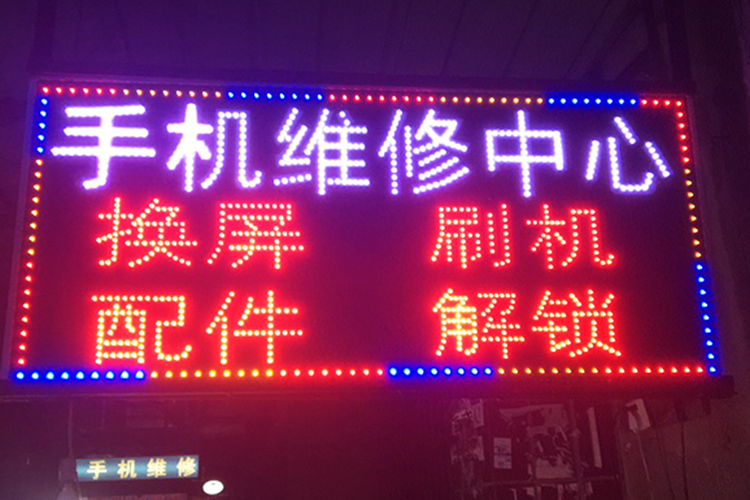 手机维修中心
换屏 刷机
配件 解锁
手机维修